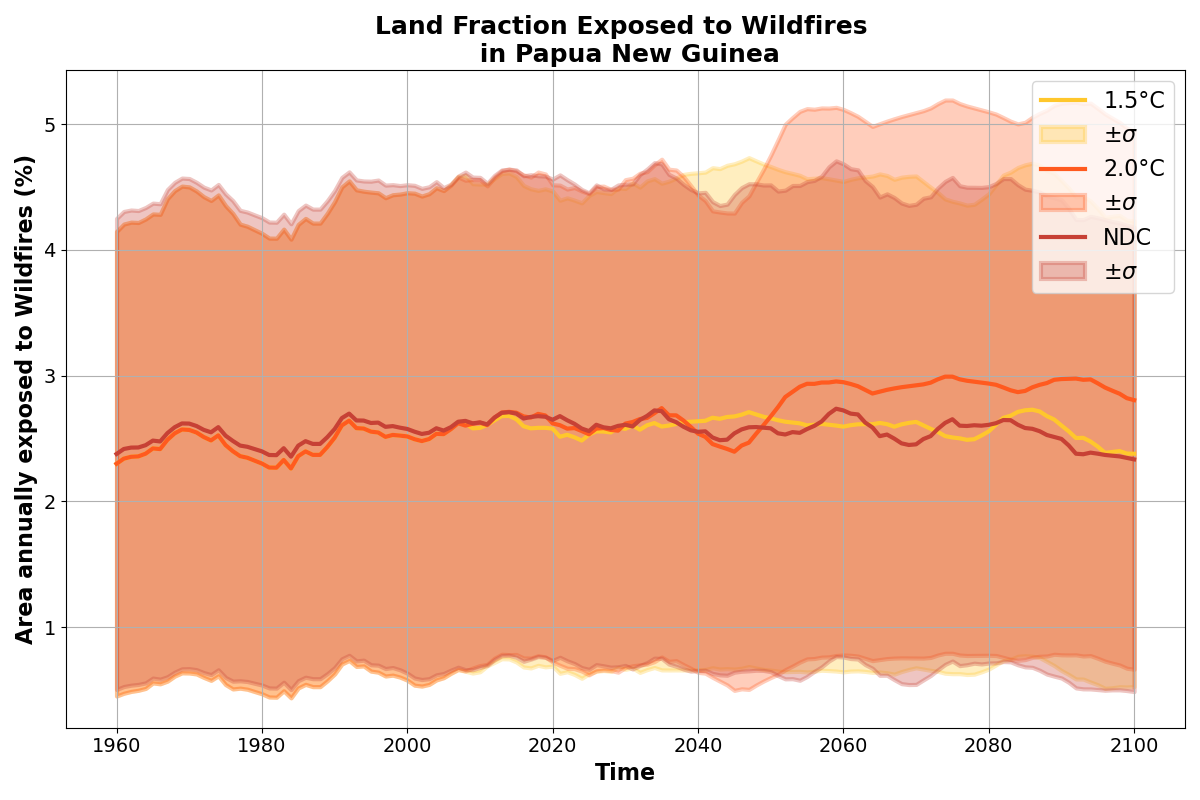 Land Fraction Exposed to Wildfires
in Papua New Guinea
Area annually exposed to Wildfires (%)
5
4
3
2
1
1.5°C
±σ
2.0°C
±σ
NDC
±σ
1960
1980
2000
2020
2040
2060
2080
2100
Time